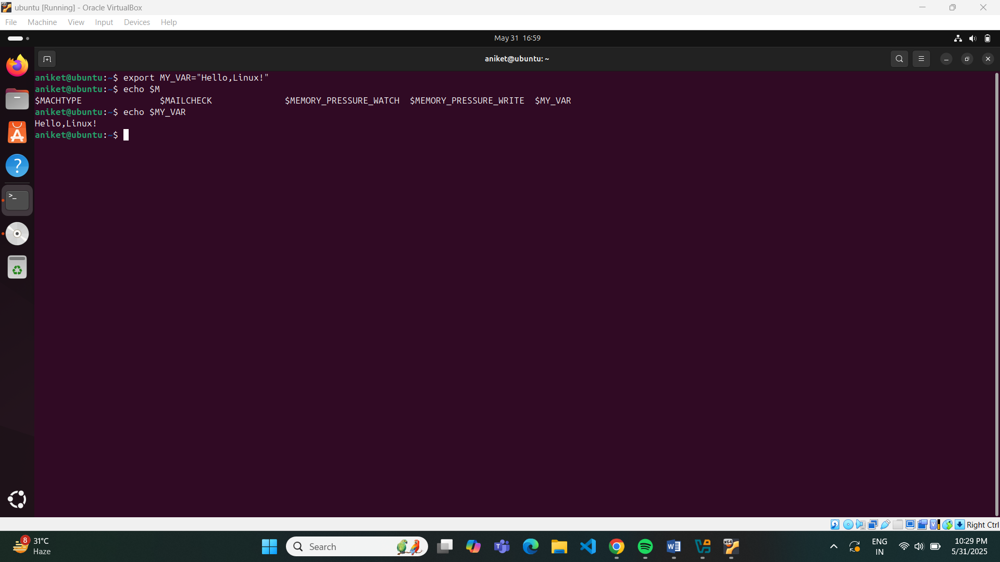 ubuntu [Running] - Oracle VirtualBox
File Machine View Input Devices Help
May 31 16:59
aniket@ubuntu: ~
aniket@ubuntu:~$ export MY_VAR="Hello,Linux!"
aniket@ubuntu:~$ echo $M
$MACHTYPE $MAILCHECK $MEMORY_PRESSURE_WATCH $MEMORY_PRESSURE_WRITE $MY_VAR
aniket@ubuntu:~$ echo $MY_VAR
Hello,Linux!
aniket@ubuntu:~$
Right Ctrl
8 31°C
Haze
Search
ENG
IN
10:29 PM
5/31/2025